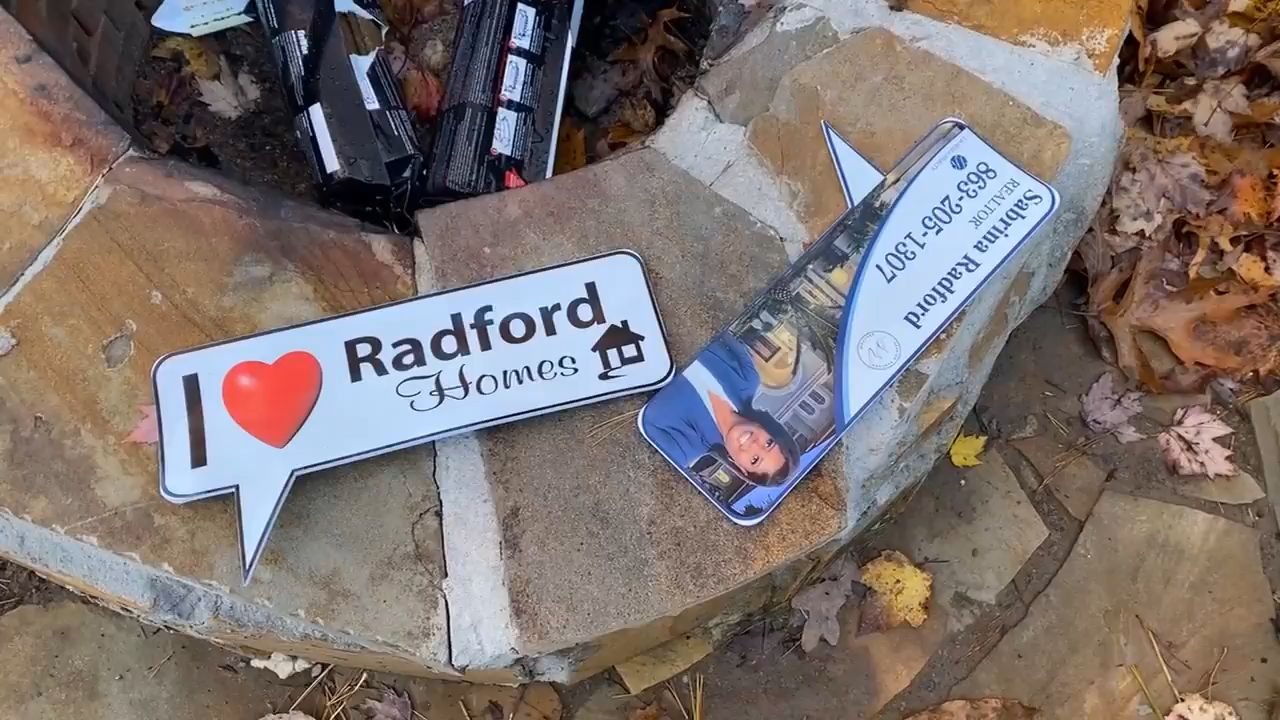 I
Radford
Homes
Sabrina Radford
REALTOR
863-205-1307